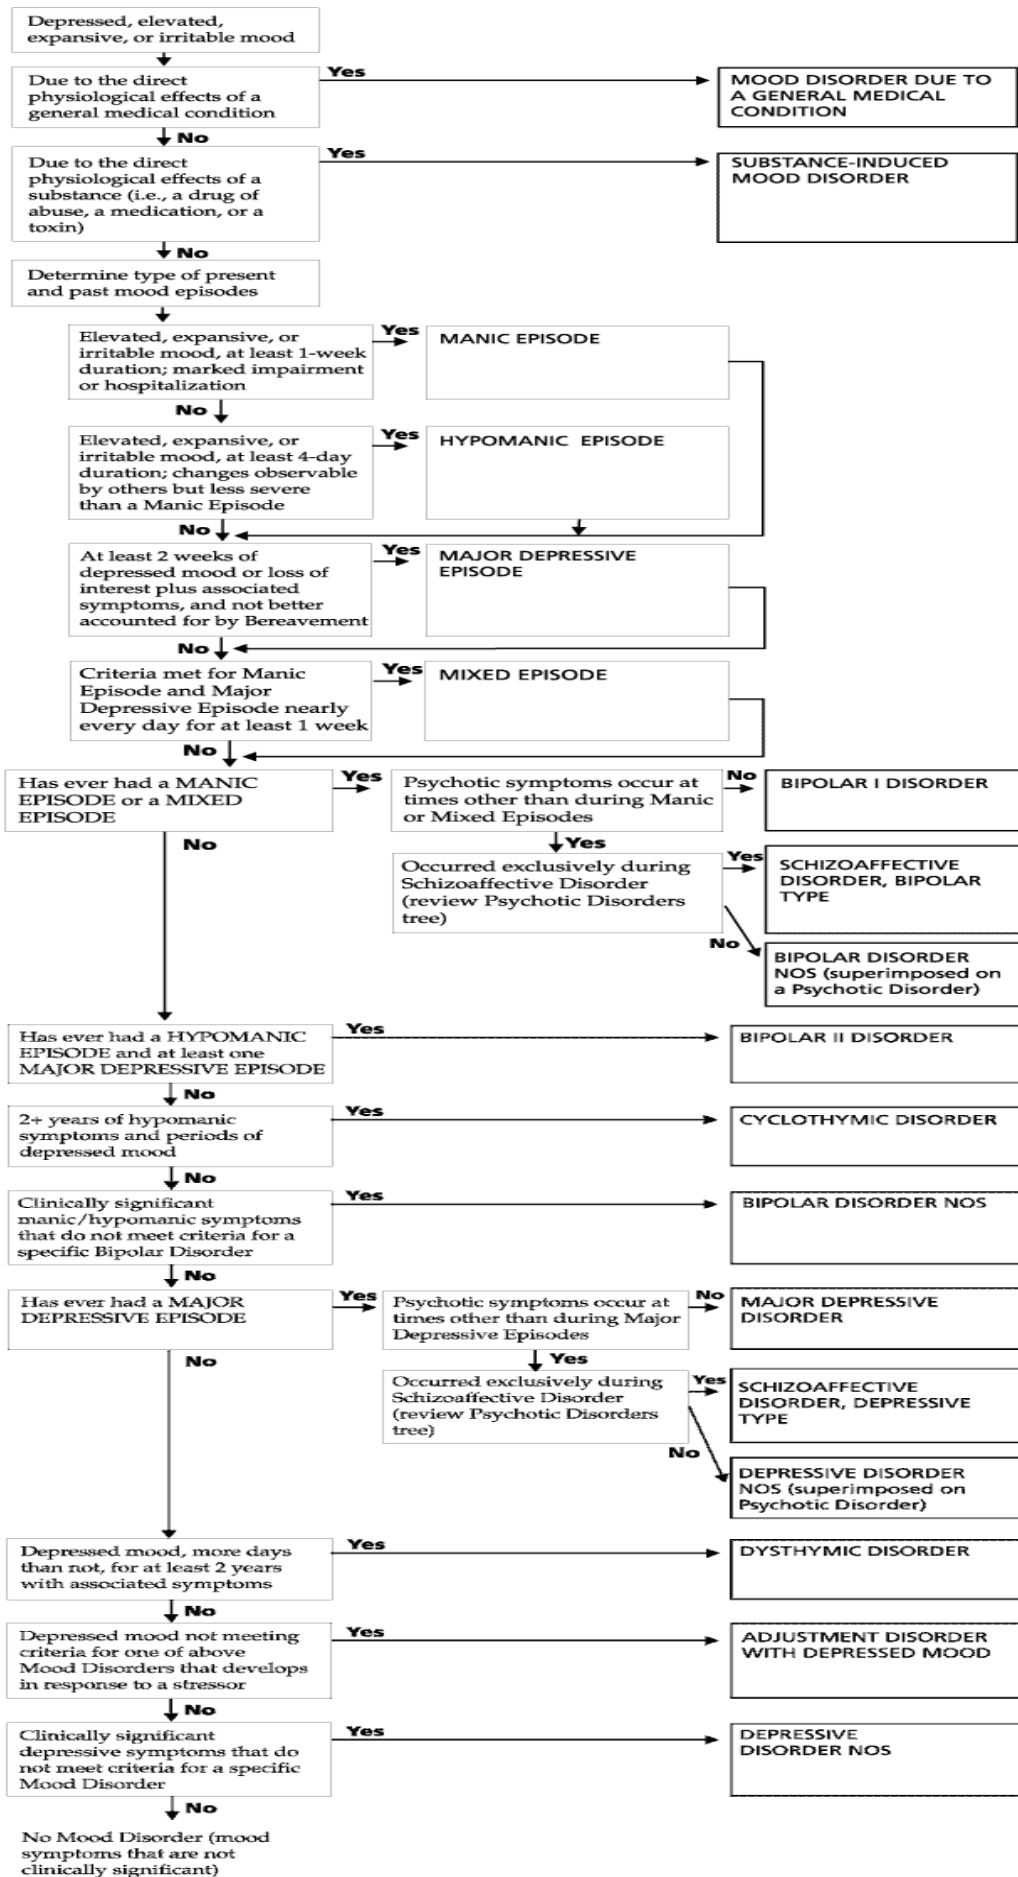 Depressed, elevated,
expansive, or irritable mood
Due to the direct
physiological effects of a
general medical condition
Yes
MOOD DISORDER DUE TO
A GENERAL MEDICAL
CONDITION
No
Due to the direct
physiological effects of a
substance (i.e., a drug of
abuse, a medication, or a
toxin)
Yes
SUBSTANCE-INDUCED
MOOD DISORDER
No
Determine type of present
and past mood episodes
Elevated, expansive, or
irritable mood, at least 1-week
duration; marked impairment
or hospitalization
Yes
MANIC EPISODE
No
Elevated, expansive, or
irritable mood, at least 4-day
duration; changes observable
by others but less severe
than a Manic Episode
Yes
HYPOMANIC EPISODE
No
At least 2 weeks of
depressed mood or loss of
interest plus associated
symptoms, and not better
accounted for by Bereavement
Yes
MAJOR DEPRESSIVE
EPISODE
No
Criteria met for Manic
Episode and Major
Depressive Episode nearly
every day for at least 1 week
Yes
MIXED EPISODE
No
Has ever had a MANIC
EPISODE or a MIXED
EPISODE
Yes
Psychotic symptoms occur at
times other than during Manic
or Mixed Episodes
No
BIPOLAR I DISORDER
Yes
Occurred exclusively during
Schizoaffective Disorder
(review Psychotic Disorders
tree)
Yes
SCHIZOAFFECTIVE
DISORDER, BIPOLAR
TYPE
No
BIPOLAR DISORDER
NOS (superimposed on
a Psychotic Disorder)
No
Has ever had a HYPOMANIC
EPISODE and at least one
MAJOR DEPRESSIVE EPISODE
Yes
BIPOLAR II DISORDER
No
2+ years of hypomanic
symptoms and periods of
depressed mood
Yes
CYCLOTHYMIC DISORDER
No
Clinically significant
manic/hypomanic symptoms
that do not meet criteria for a
specific Bipolar Disorder
Yes
BIPOLAR DISORDER NOS
No
Has ever had a MAJOR
DEPRESSIVE EPISODE
Yes
Psychotic symptoms occur at
times other than during Major
Depressive Episodes
No
MAJOR DEPRESSIVE
DISORDER
Yes
Occurred exclusively during
Schizoaffective Disorder
(review Psychotic Disorders
tree)
Yes
SCHIZOAFFECTIVE
DISORDER, DEPRESSIVE
TYPE
No
DEPRESSIVE DISORDER
NOS (superimposed on
Psychotic Disorder)
No
Depressed mood, more days
than not, for at least 2 years
with associated symptoms
Yes
DYSTHYMIC DISORDER
No
Depressed mood not meeting
criteria for one of above
Mood Disorders that develops
in response to a stressor
Yes
ADJUSTMENT DISORDER
WITH DEPRESSED MOOD
No
Clinically significant
depressive symptoms that do
not meet criteria for a specific
Mood Disorder
Yes
DEPRESSIVE
DISORDER NOS
No
No Mood Disorder (mood
symptoms that are not
clinically significant)